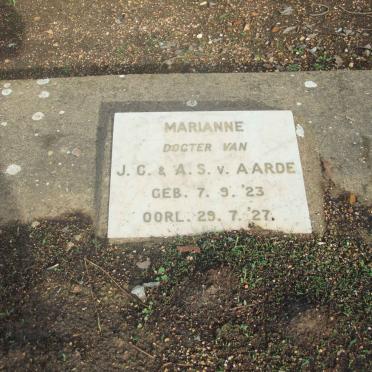 MARIANNE
DOGTER VAN
J. C. & A. S. v. AARDE
GEB. 7. 9. '23
OORL. 29. 7. '27.